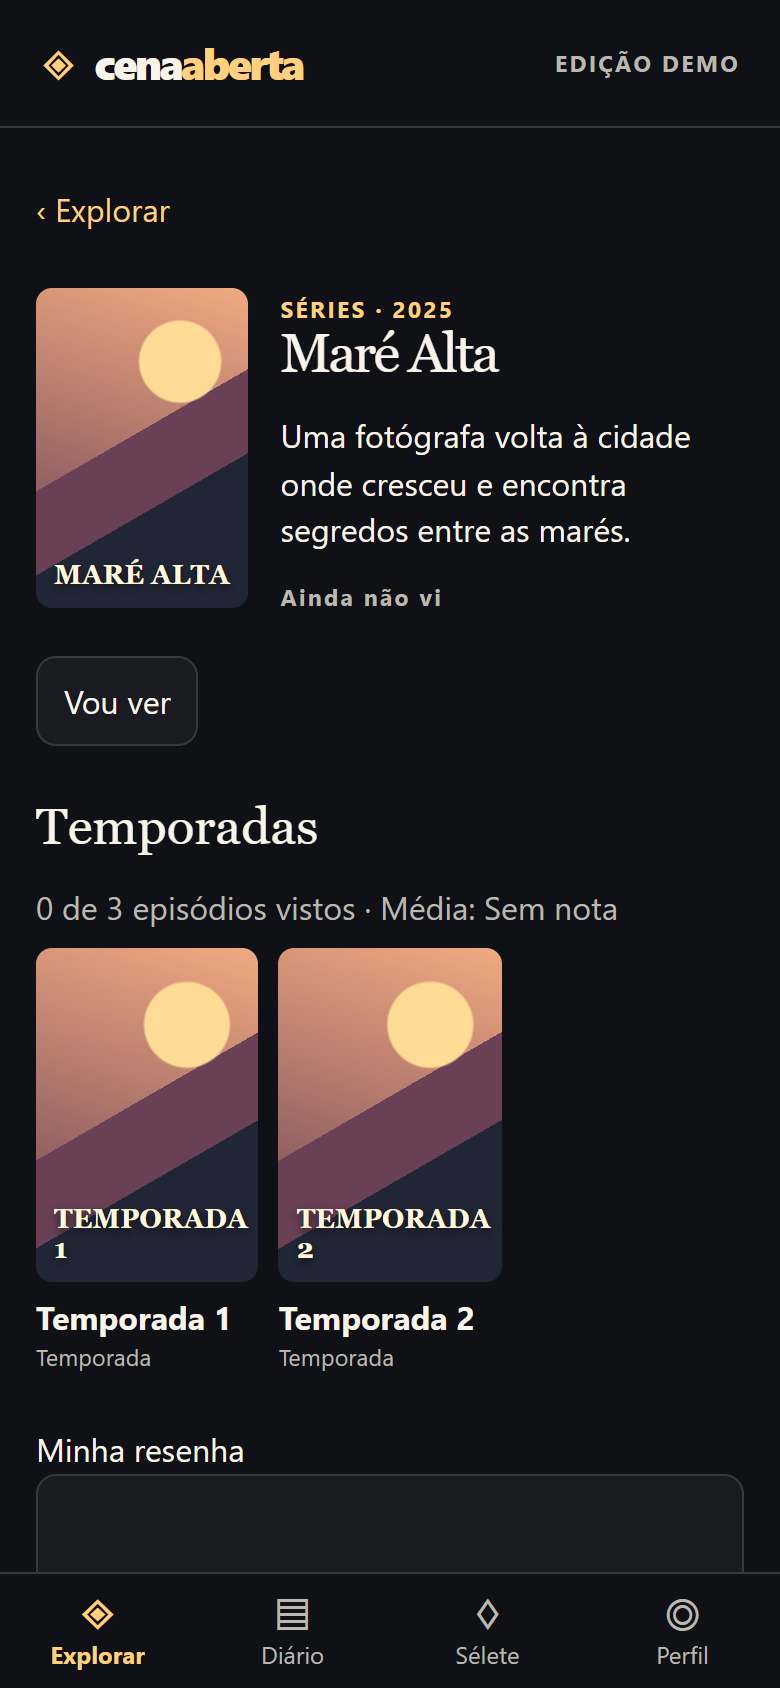 cenaaberta
EDIÇÃO DEMO
‹ Explorar
SÉRIES · 2025
Maré Alta
Uma fotógrafa volta à cidade
onde cresceu e encontra
segredos entre as marés.
Ainda não vi
MARÉ ALTA
Vou ver
Temporadas
0 de 3 episódios vistos · Média: Sem nota
TEMPORADA
1
TEMPORADA
2
Temporada 1
Temporada
Temporada 2
Temporada
Minha resenha
Explorar
Diário
Sélete
Perfil